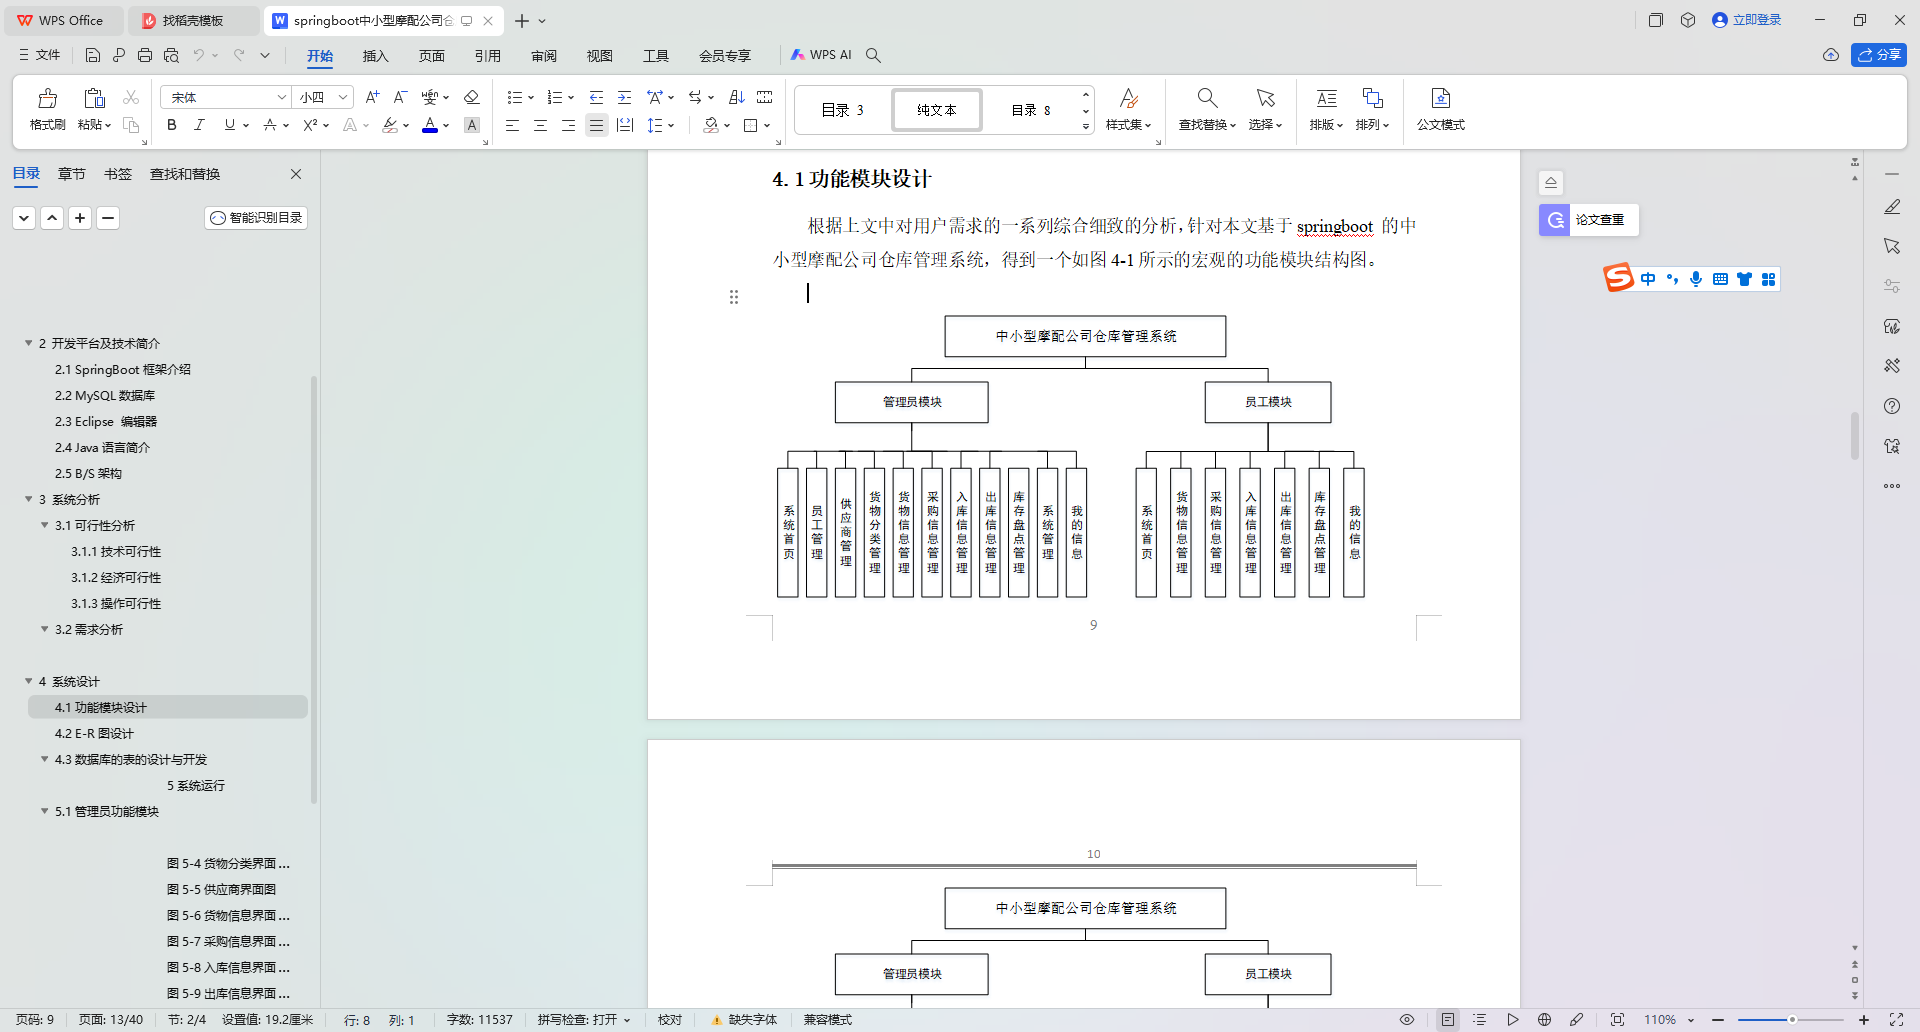 WPS Office
找稻壳模板
springboot中小型摩配公司仓
立即登录
文件
开始
插入
页面
引用
审阅
视图
工具
会员专享
WPS AI
分享
格式刷
粘贴
宋体
小四
目录 3
纯文本
目录 8
样式集
查找替换
选择
排版
排列
公文模式
目录
章节
书签
查找和替换
智能识别目录
2 开发平台及技术简介
2.1 SpringBoot 框架介绍
2.2 MySQL 数据库
2.3 Eclipse 编辑器
2.4 Java 语言简介
2.5 B/S 架构
3 系统分析
3.1 可行性分析
3.1.1 技术可行性
3.1.2 经济可行性
3.1.3 操作可行性
3.2 需求分析
4 系统设计
4.1 功能模块设计
4.2 E-R 图设计
4.3 数据库的表的设计与开发
5 系统运行
5.1 管理员功能模块
图 5-4 货物分类界面...
图 5-5 供应商界面图
图 5-6 货物信息界面...
图 5-7 采购信息界面...
图 5-8 入库信息界面...
图 5-9 出库信息界面...
4. 1 功能模块设计
根据上文中对用户需求的一系列综合细致的分析，针对本文基于 springboot 的中
小型摩配公司仓库管理系统，得到一个如图 4-1 所示的宏观的功能模块结构图。
中小型摩配公司仓库管理系统
管理员模块
员工模块
系统首页
员工管理
供应商管理
货物分类管理
货物信息管理
采购信息管理
入库信息管理
出库信息管理
库存盘点管理
系统管理
我的信息
系统首页
货物信息管理
采购信息管理
入库信息管理
出库信息管理
库存盘点管理
我的信息
9
10
中小型摩配公司仓库管理系统
管理员模块
员工模块
论文查重
中
页码: 9
页面: 13/40
节: 2/4
设置值: 19.2厘米
行: 8
列: 1
字数: 11537
拼写检查: 打开
校对
缺失字体
兼容模式
110%